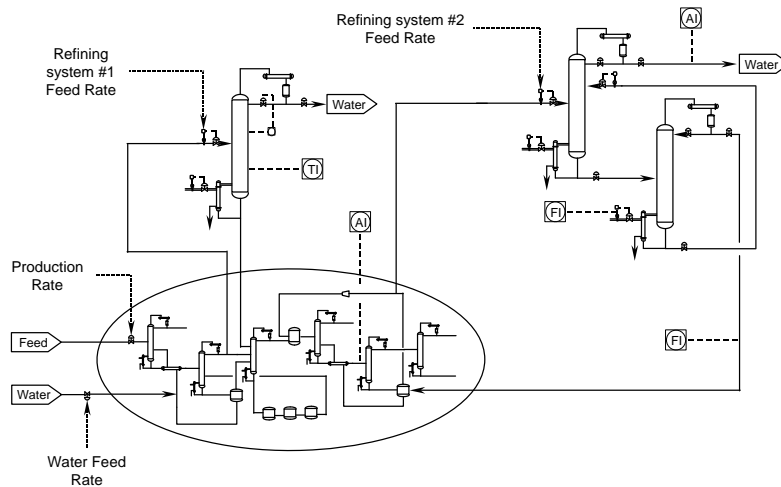 Refining system #2
Feed Rate
AI
Water
Refining
system #1
Feed Rate
Water
TI
FI
AI
Production
Rate
Feed
FI
Water
Water Feed
Rate